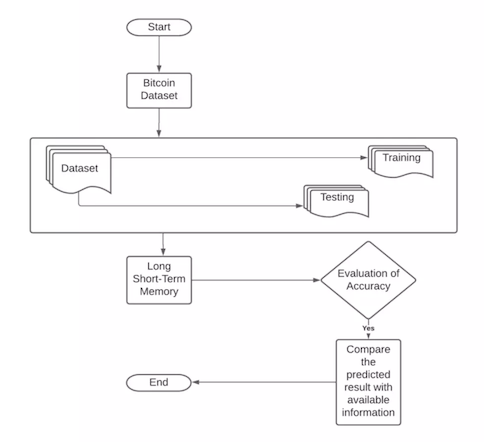 Start
Bitcoin
Dataset
Dataset
Training
Testing
Long
Short-Term
Memory
Evaluation of
Accuracy
Yes
Compare
the
predicted
result with
available
information
End